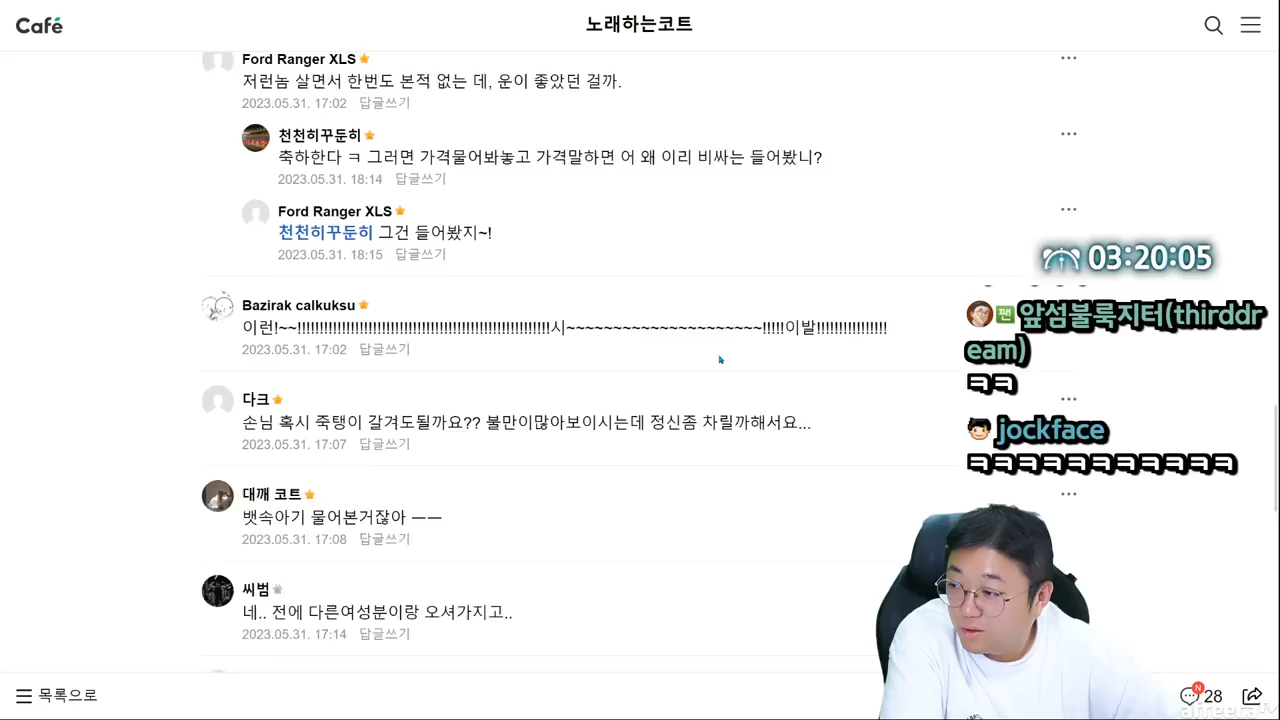 Café
노래하는코트
Ford Ranger XLS
저런놈 살면서 한번도 본적 없는 데, 운이 좋았던 걸까.
2023.05.31. 17:02 답글쓰기
천천히꾸둔히
축하한다 ㅋ 그러면 가격물어봐놓고 가격말하면 어 왜 이리 비싸는 들어봤니?
2023.05.31. 18:14 답글쓰기
Ford Ranger XLS
천천히꾸둔히 그건 들어봤지~!
2023.05.31. 18:15 답글쓰기
03:20:05
Bazirak calkuksu
이런!~~!!!!!!!!!!!!!!!!!!!!!!!!!!!!!!!!!!!!!!!!!!!!!!!!!!!!!!!!!시~~~~~~~~~~~~~~~~~~~~~!!!!!이발!!!!!!!!!!!!!!!!
2023.05.31. 17:02 답글쓰기
팬 앞섬불룩지터(thirddr
eam)
ㅋㅋ
다크
손님 혹시 죽탱이 갈겨도될까요?? 불만이많아보이시는데 정신좀 차릴까해서요...
2023.05.31. 17:07 답글쓰기
jockface
ㅋㅋㅋㅋㅋㅋㅋㅋㅋㅋㅋ
대깨 코트
뱃속아기 물어본거잖아 ㅡㅡ
2023.05.31. 17:08 답글쓰기
씨범
네.. 전에 다른여성분이랑 오셔가지고..
2023.05.31. 17:14 답글쓰기
목록으로
N
28
afreecaTV